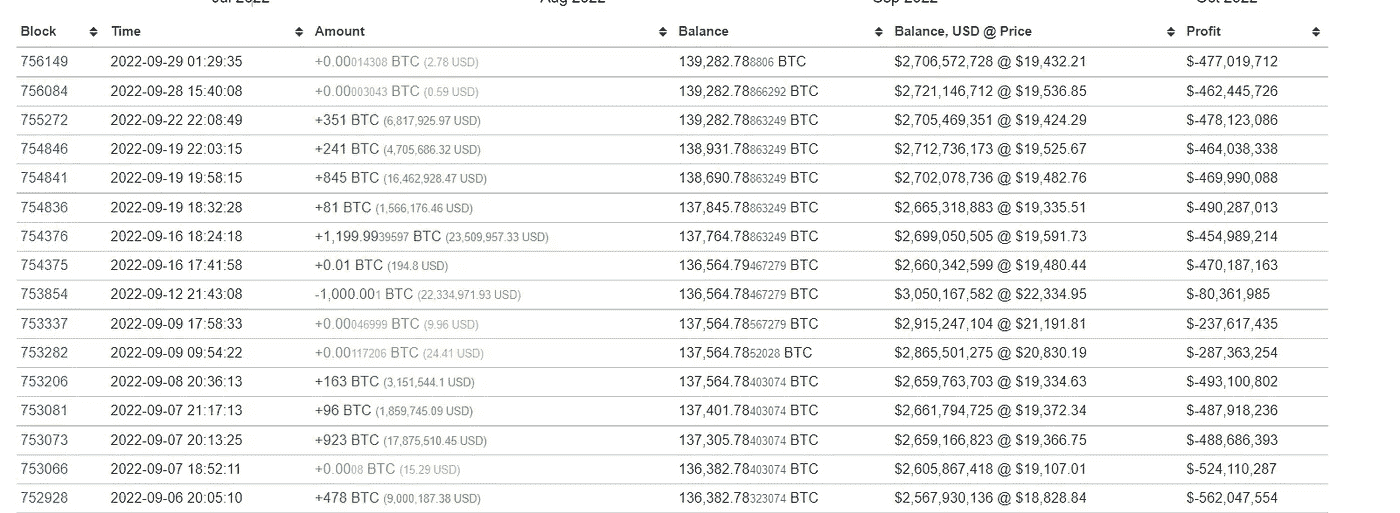 Jul 2022 Aug 2022 Sep 2022 Oct 2022
Block Time Amount Balance Balance, USD @ Price Profit
756149 2022-09-29 01:29:35 +0.00014308 BTC (2.78 USD) 139,282.788806 BTC $2,706,572,728 @ $19,432.21 $-477,019,712
756084 2022-09-28 15:40:08 +0.00003043 BTC (0.59 USD) 139,282.78866292 BTC $2,721,146,712 @ $19,536.85 $-462,445,726
755272 2022-09-22 22:08:49 +351 BTC (6,817,925.97 USD) 139,282.78863249 BTC $2,705,469,351 @ $19,424.29 $-478,123,086
754846 2022-09-19 22:03:15 +241 BTC (4,705,686.32 USD) 138,931.78863249 BTC $2,712,736,173 @ $19,525.67 $-464,038,338
754841 2022-09-19 19:58:15 +845 BTC (16,462,928.47 USD) 138,690.78863249 BTC $2,702,078,736 @ $19,482.76 $-469,990,088
754836 2022-09-19 18:32:28 +81 BTC (1,566,176.46 USD) 137,845.78863249 BTC $2,665,318,883 @ $19,335.51 $-490,287,013
754376 2022-09-16 18:24:18 +1,199.9939597 BTC (23,509,957.33 USD) 137,764.78863249 BTC $2,699,050,505 @ $19,591.73 $-454,989,214
754375 2022-09-16 17:41:58 +0.01 BTC (194.8 USD) 136,564.79467279 BTC $2,660,342,599 @ $19,480.44 $-470,187,163
753854 2022-09-12 21:43:08 -1,000.001 BTC (22,334,971.93 USD) 136,564.78467279 BTC $3,050,167,582 @ $22,334.95 $-80,361,985
753337 2022-09-09 17:58:33 +0.00046999 BTC (9.96 USD) 137,564.78567279 BTC $2,915,247,104 @ $21,191.81 $-237,617,435
753282 2022-09-09 09:54:22 +0.00117206 BTC (24.41 USD) 137,564.7852028 BTC $2,865,501,275 @ $20,830.19 $-287,363,254
753206 2022-09-08 20:36:13 +163 BTC (3,151,544.1 USD) 137,564.78403074 BTC $2,659,763,703 @ $19,334.63 $-493,100,802
753081 2022-09-07 21:17:13 +96 BTC (1,859,745.09 USD) 137,401.78403074 BTC $2,661,794,725 @ $19,372.34 $-487,918,236
753073 2022-09-07 20:13:25 +923 BTC (17,875,510.45 USD) 137,305.78403074 BTC $2,659,166,823 @ $19,366.75 $-488,686,393
753066 2022-09-07 18:52:11 +0.0008 BTC (15.29 USD) 136,382.78403074 BTC $2,605,867,418 @ $19,107.01 $-524,110,287
752928 2022-09-06 20:05:10 +478 BTC (9,000,187.38 USD) 136,382.78323074 BTC $2,567,930,136 @ $18,828.84 $-562,047,554